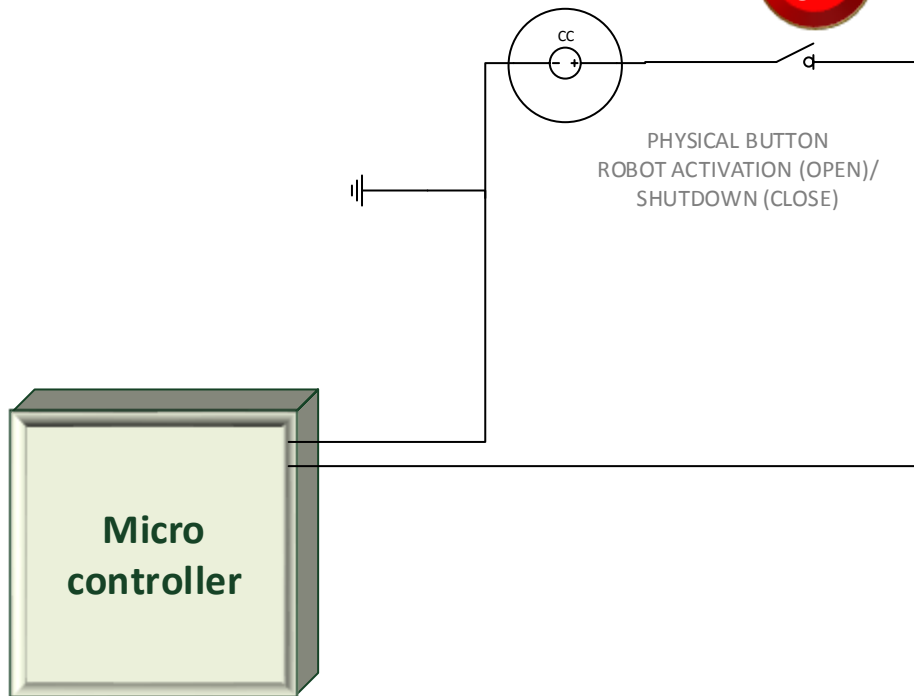 CC
- +
PHYSICAL BUTTON
ROBOT ACTIVATION (OPEN)/
SHUTDOWN (CLOSE)
Micro
controller